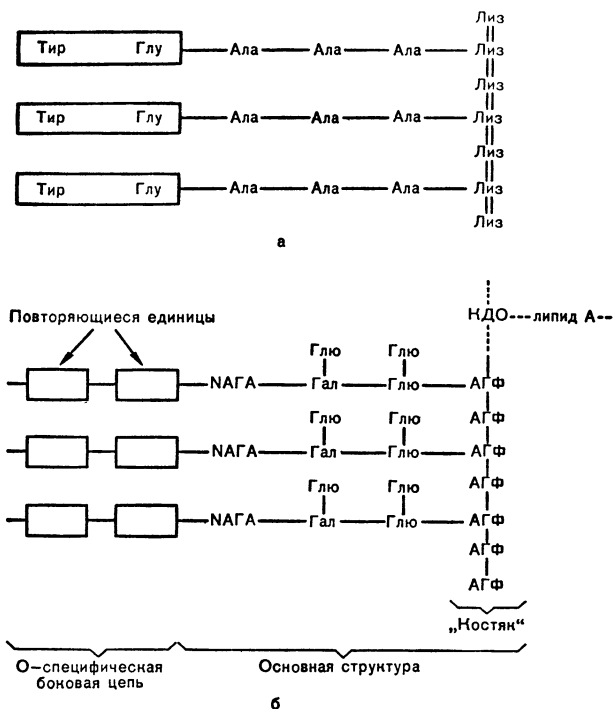 Лиз
Тир Глу Ала Ала Ала Лиз
Лиз
Тир Глу Ала Ала Ала Лиз
Лиз
Тир Глу Ала Ала Ала Лиз
Лиз
а
Повторяющиеся единицы
КДО липид А
Глю Глю
NАГА Гал Глю АГФ
АГФ
Глю Глю
NАГА Гал Глю АГФ
АГФ
Глю Глю
NАГА Гал Глю АГФ
АГФ
АГФ
„Костяк“
О–специфическая
боковая цепь
Основная структура
б